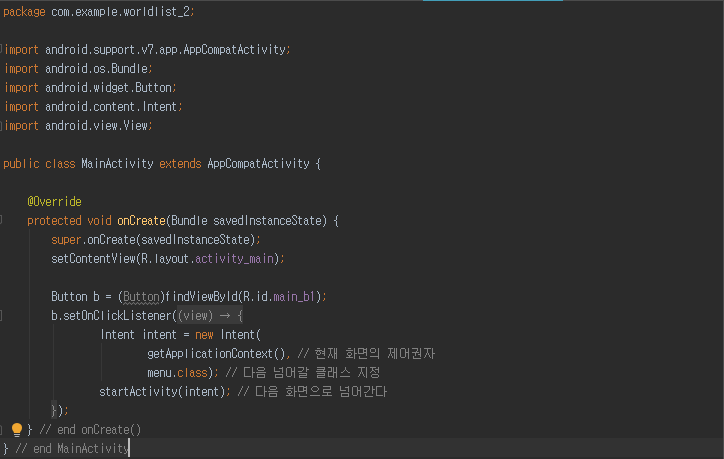 package com.example.worldlist_2;
import android.support.v7.app.AppCompatActivity;
import android.os.Bundle;
import android.widget.Button;
import android.content.Intent;
import android.view.View;
public class MainActivity extends AppCompatActivity {
@Override
protected void onCreate(Bundle savedInstanceState) {
super.onCreate(savedInstanceState);
setContentView(R.layout.activity_main);
Button b = (Button)findViewById(R.id.main_b1);
b.setOnClickListener((view) → {
Intent intent = new Intent(
getApplicationContext(), // 현재 화면의 제어권자
menu.class); // 다음 넘어갈 클래스 지정
startActivity(intent); // 다음 화면으로 넘어간다
});
} // end onCreate()
} // end MainActivity